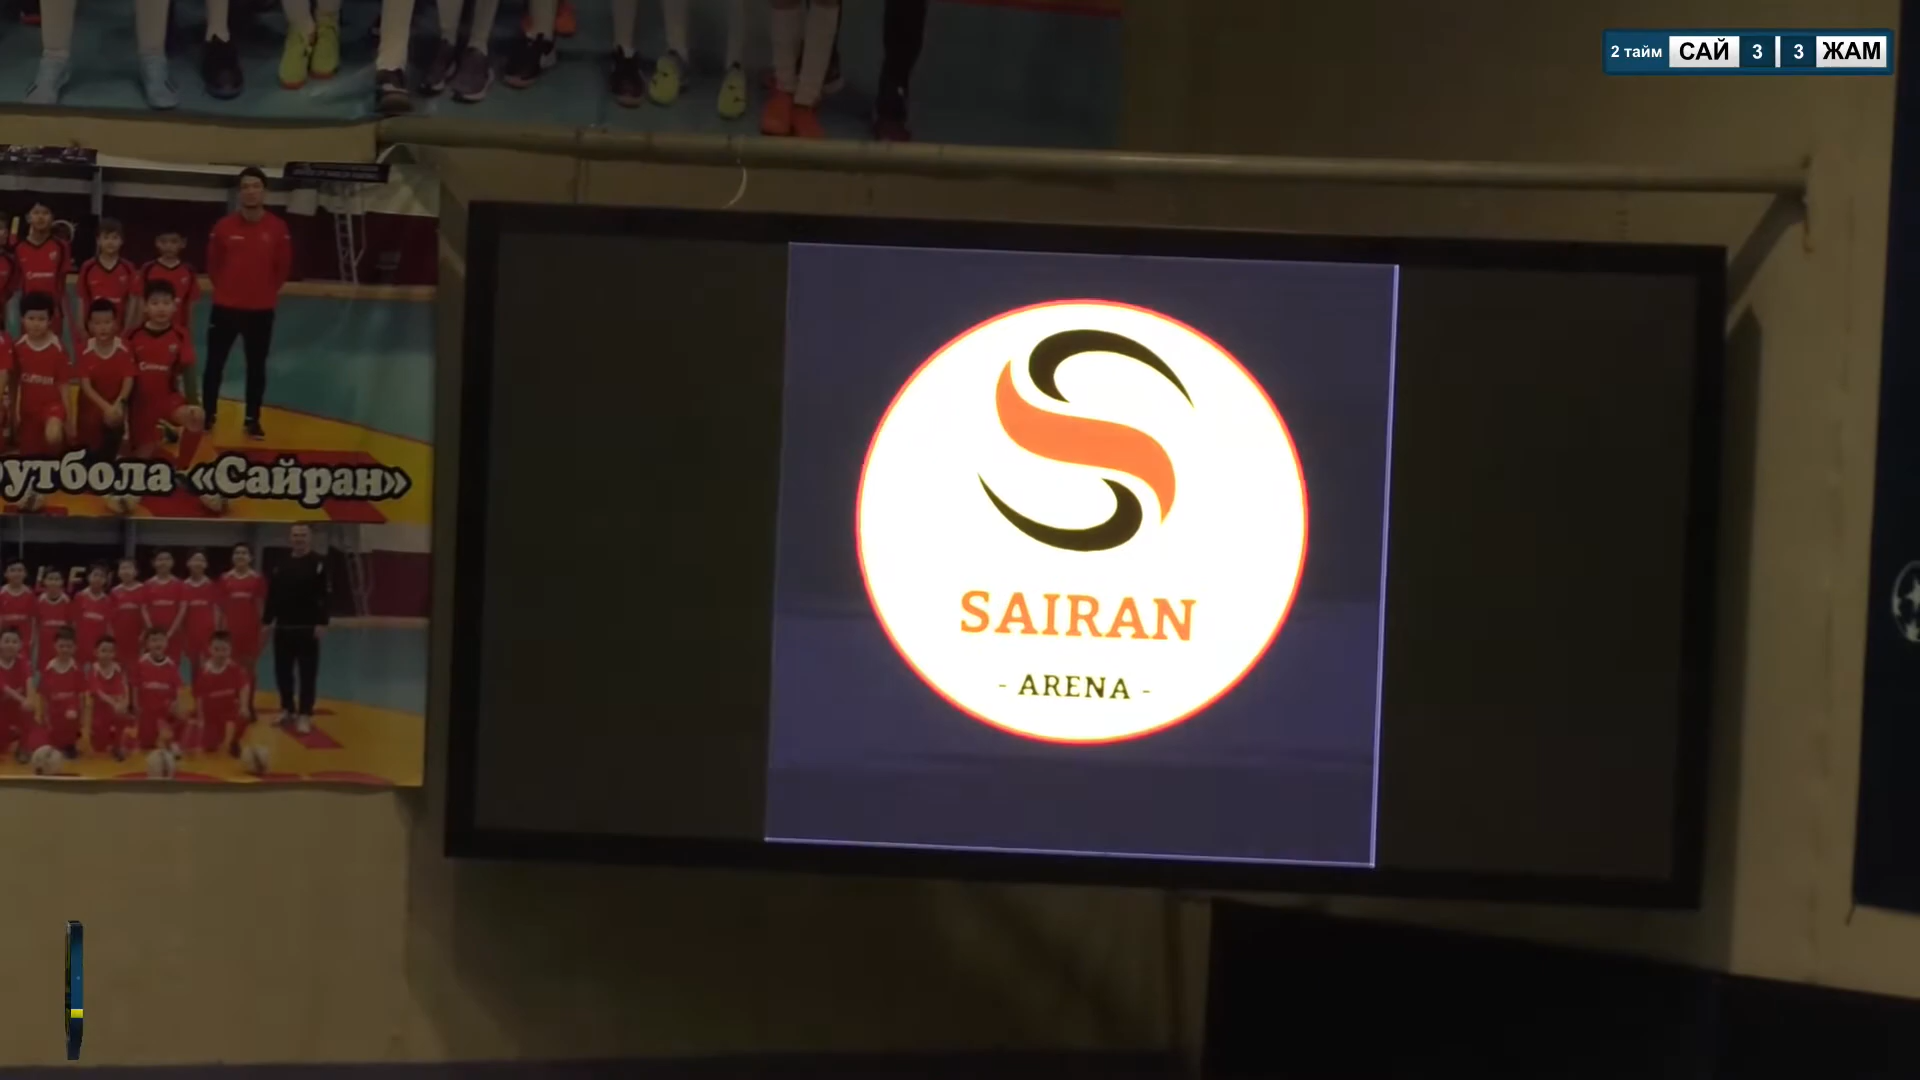 2 тайм САЙ 3 3 ЖАМ
утбола «Сайран»
SAIRAN
- ARENA -